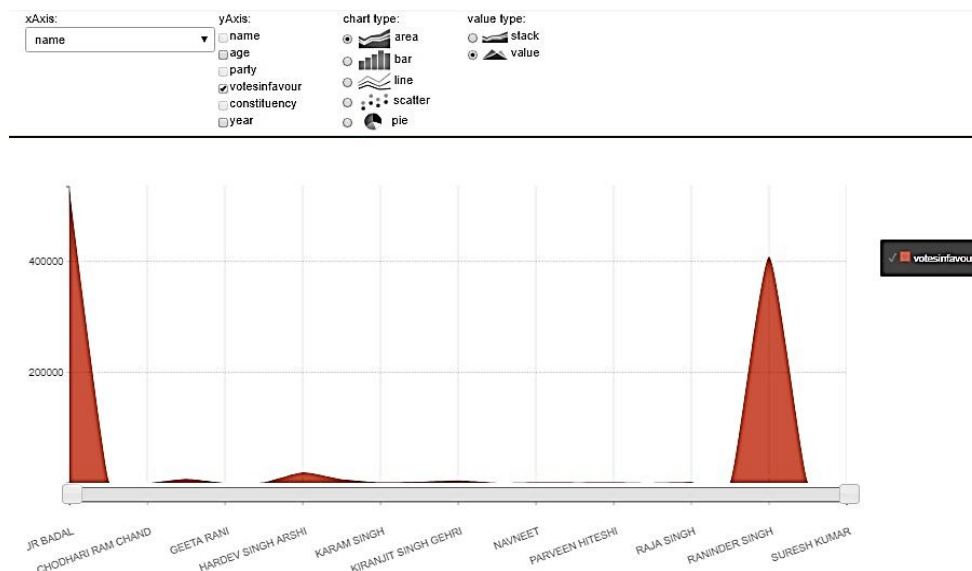 xAxis:
name
yAxis:
name
age
party
votesinfavour
constituency
year
chart type:
area
bar
line
scatter
pie
value type:
stack
value
400000
200000
votesinfavou
JR BADAL
CHODHARI RAM CHAND
GEETA RANI
HARDEV SINGH ARSHI
KARAM SINGH
KIRANJIT SINGH GEHRI
NAVNEET
PARVEEN HITESHI
RAJA SINGH
RANINDER SINGH
SURESH KUMAR